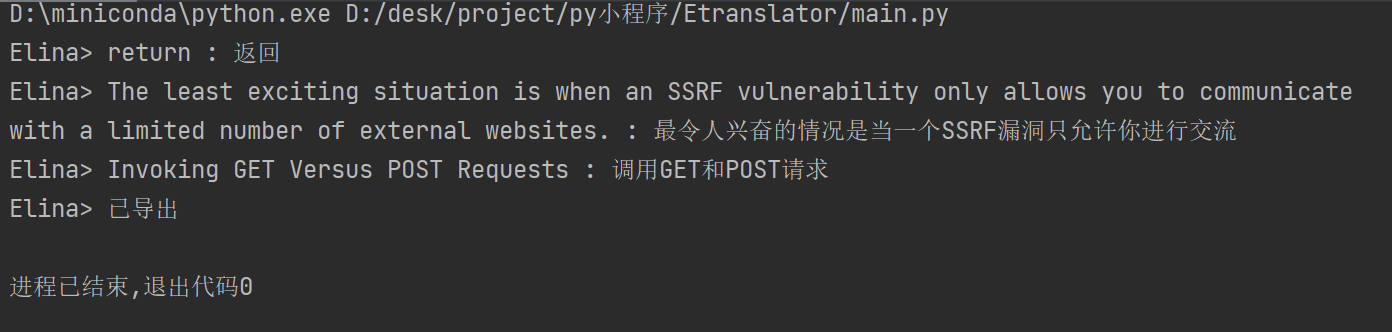 D:\miniconda\python.exe D:/desk/project/py小程序/Etranslator/main.py
Elina> return : 返回
Elina> The least exciting situation is when an SSRF vulnerability only allows you to communicate
with a limited number of external websites. : 最令人兴奋的情况是当一个SSRF漏洞只允许你进行交流
Elina> Invoking GET Versus POST Requests : 调用GET和POST请求
Elina> 已导出
进程已结束,退出代码0